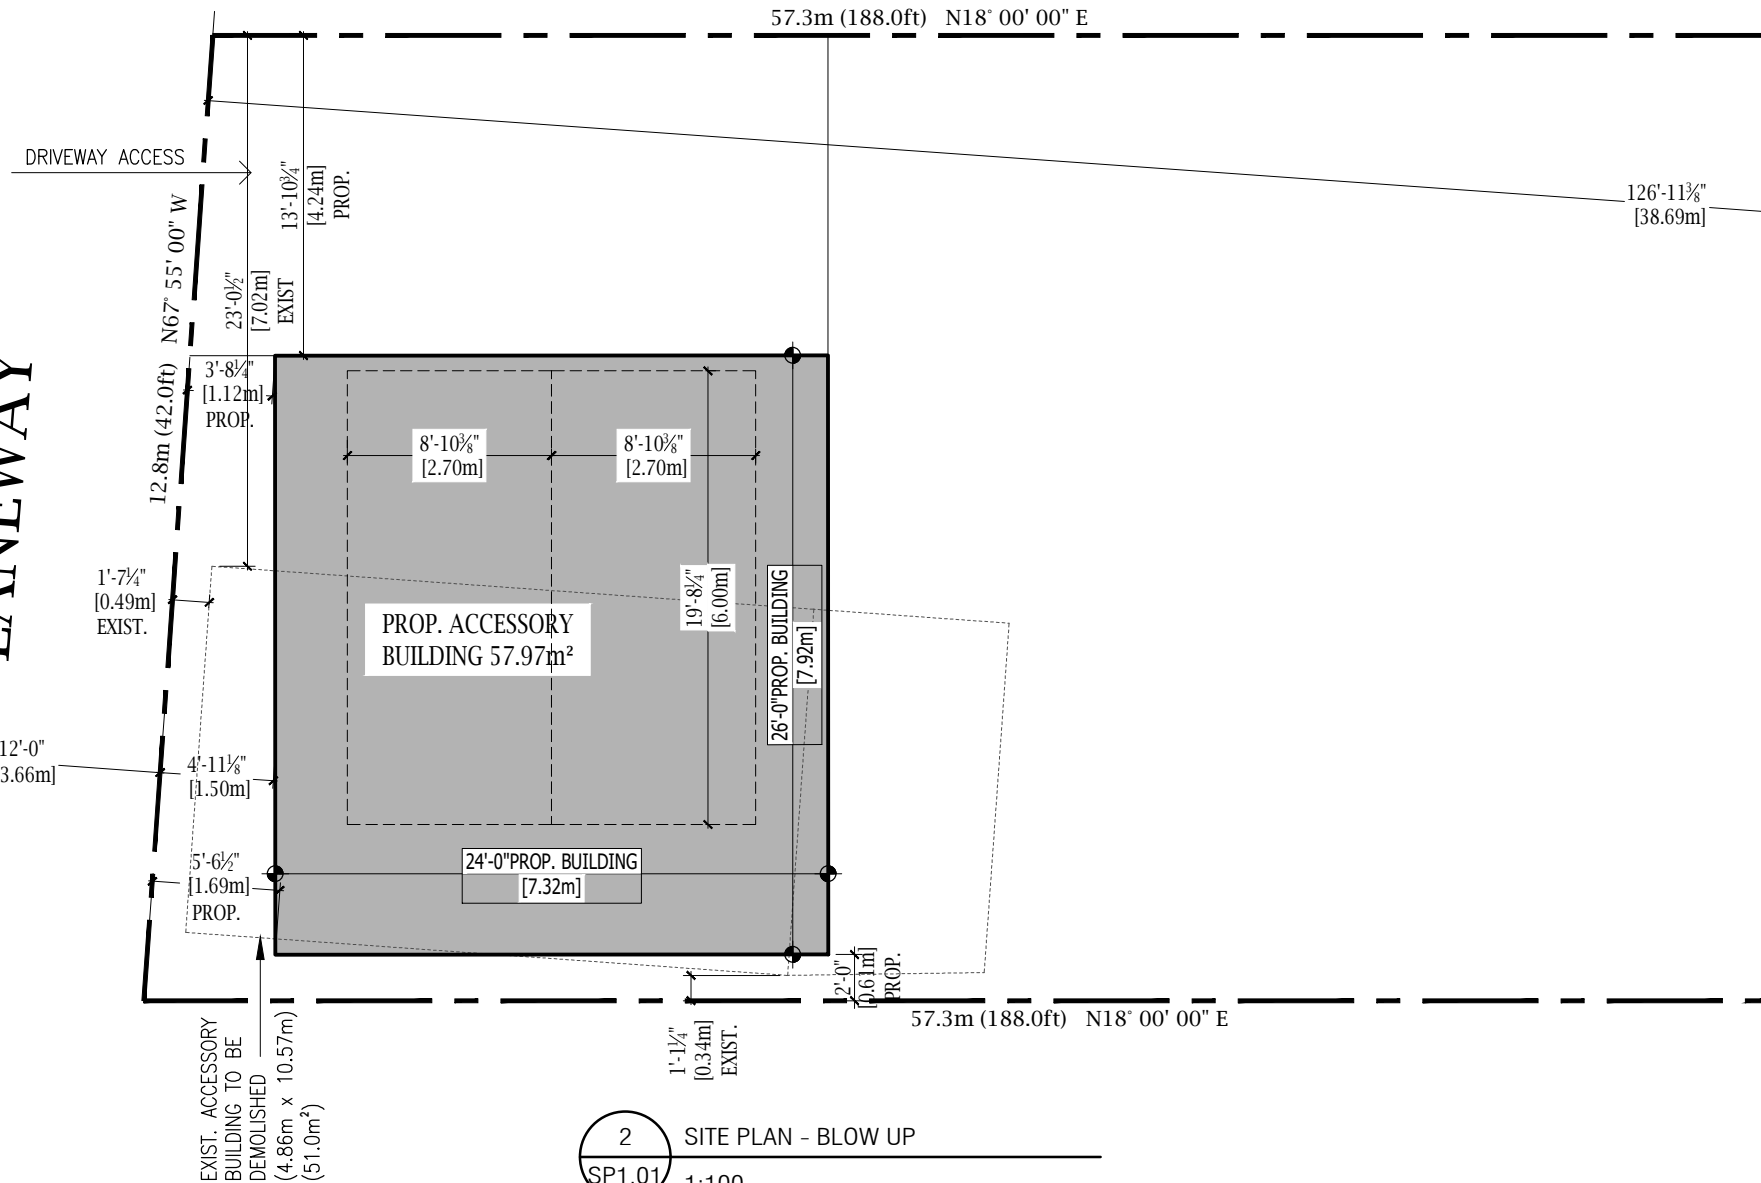 57.3m (188.0ft) N18° 00' 00" E
DRIVEWAY ACCESS
13'-10¾"
[4.24m]
PROP.
126'-11⅜"
[38.69m]
12.8m (42.0ft) N67° 55' 00" W
23'-0½"
[7.02m]
EXIST
LANEWAY
3'-8¼"
[1.12m]
PROP.
8'-10⅜"
[2.70m]
8'-10⅜"
[2.70m]
1'-7¼"
[0.49m]
EXIST.
PROP. ACCESSORY
BUILDING 57.97m²
19'-8¼"
[6.00m]
26'-0"PROP. BUILDING
[7.92m]
12'-0"
3.66m]
4'-11⅛"
[1.50m]
5'-6½"
[1.69m]
PROP.
24'-0"PROP. BUILDING
[7.32m]
2'-0"
[0.61m]
PROP.
57.3m (188.0ft) N18° 00' 00" E
1'-1¼"
[0.34m]
EXIST.
EXIST. ACCESSORY
BUILDING TO BE
DEMOLISHED
(4.86m x 10.57m)
(51.0m²)
2
SITE PLAN - BLOW UP
SP1.01
1:100